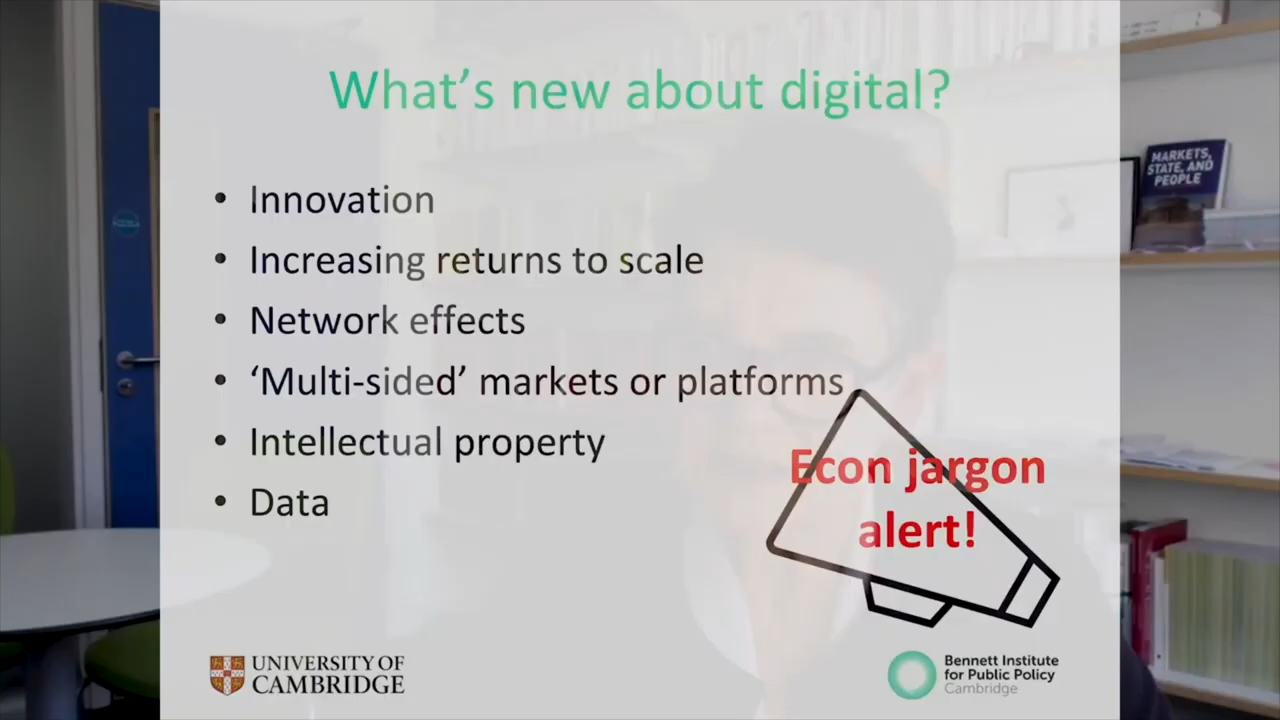 What's new about digital?
• Innovation
• Increasing returns to scale
• Network effects
• ‘Multi-sided’ markets or platforms
• Intellectual property
• Data
Econ jargon
alert!
UNIVERSITY OF
CAMBRIDGE
Bennett Institute
for Public Policy
Cambridge
MARKETS,
STATE, AND
PEOPLE